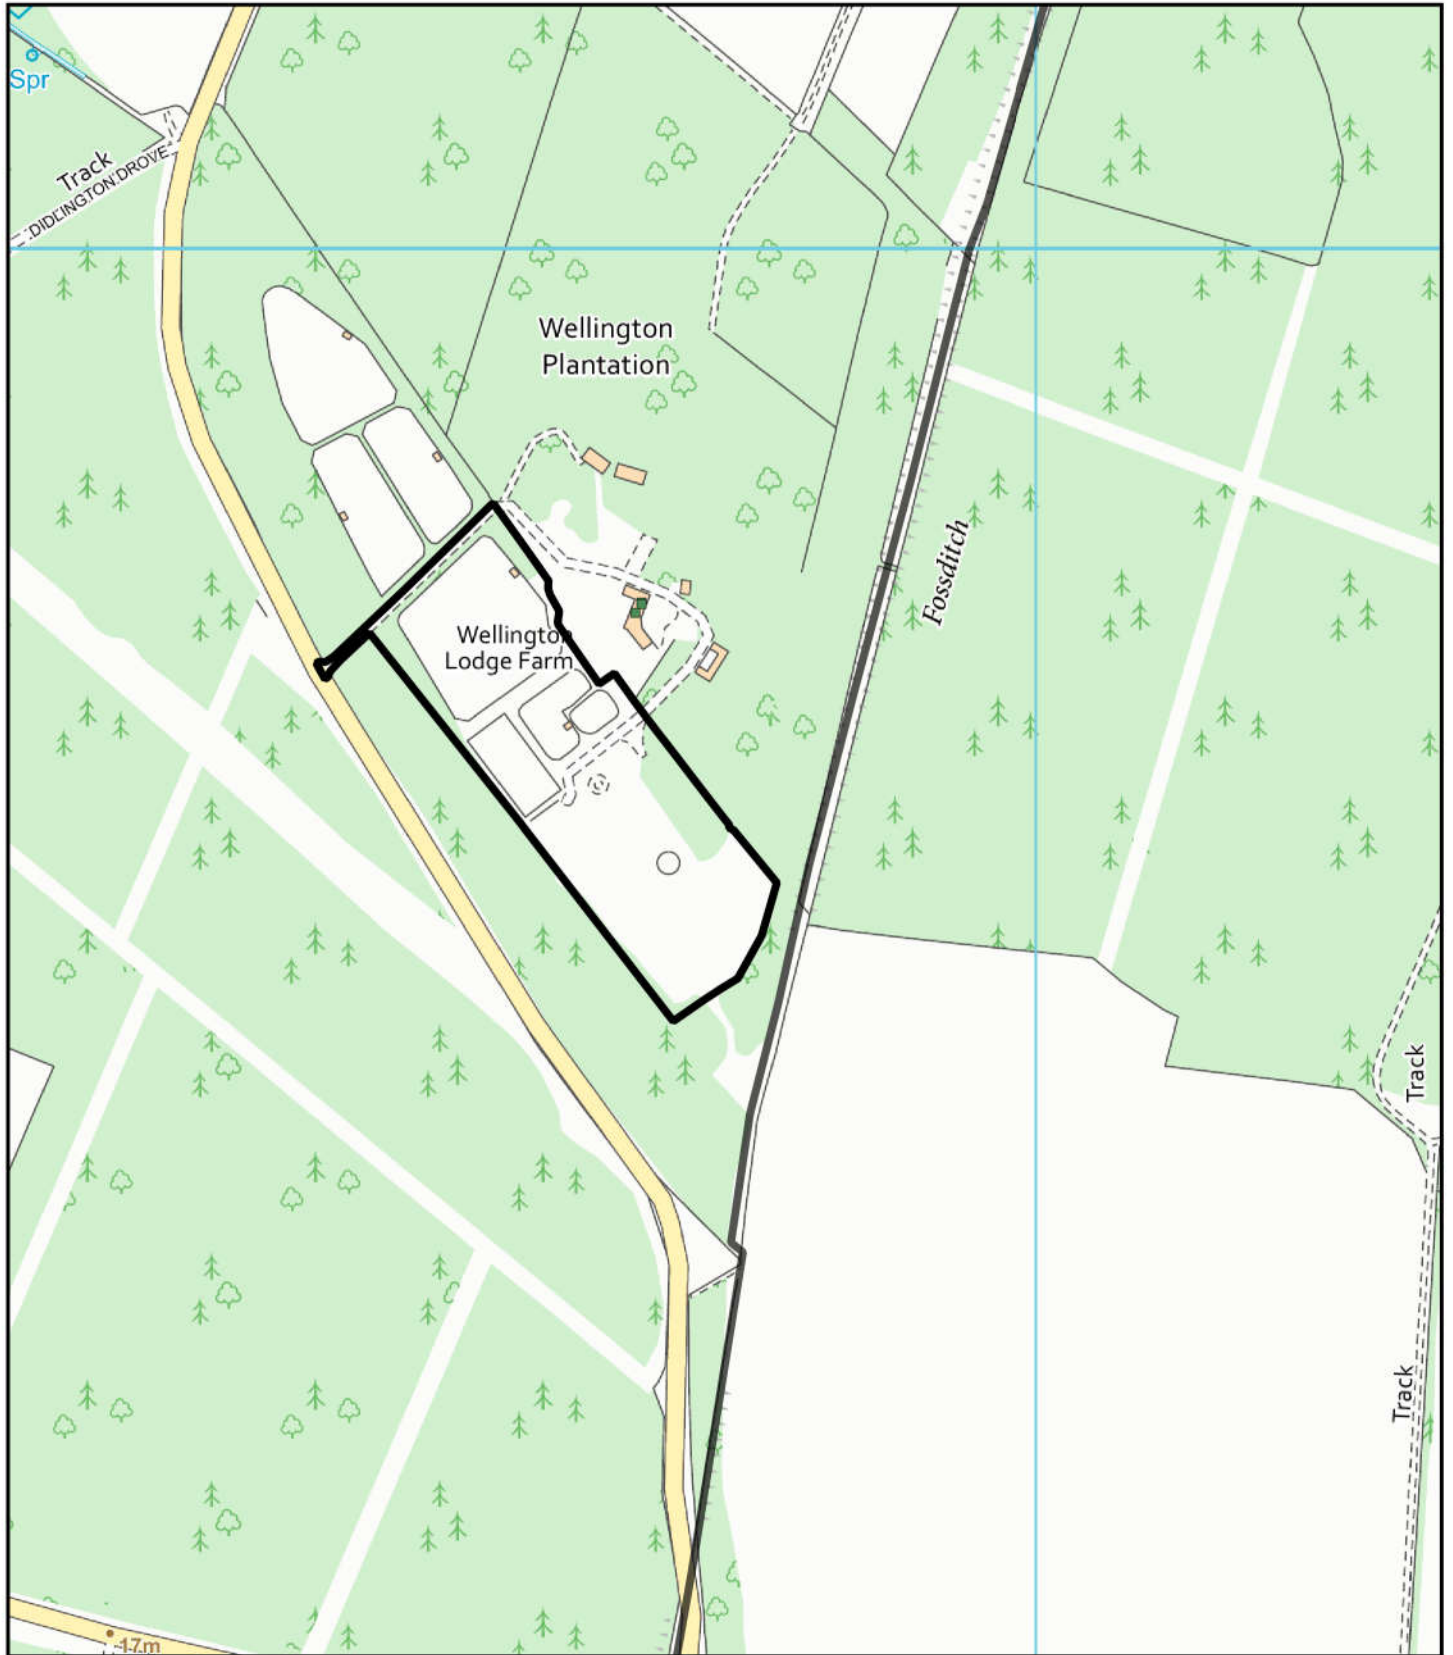 Spr
Track
DIDLINGTON DROVE
Wellington
Plantation
Fossditch
Wellington
Lodge Farm
Track
Track
17m